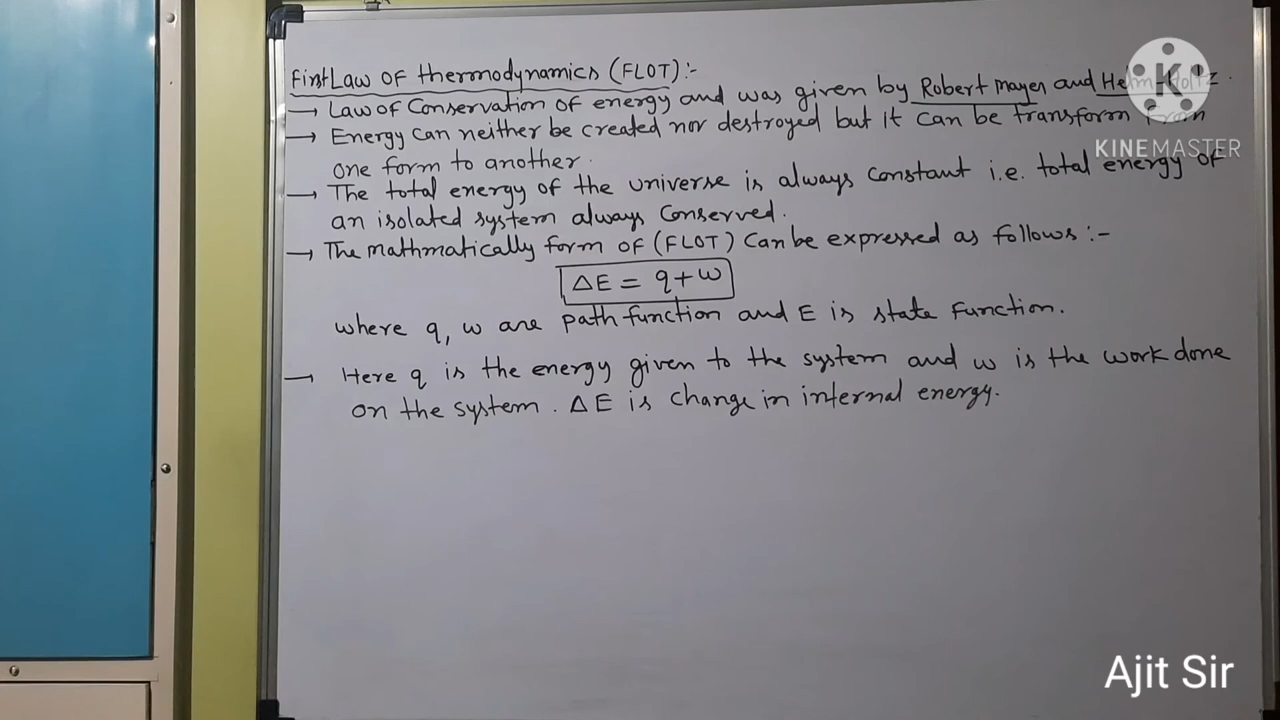 First Law of thermodynamics (FLOT) :-
→ Law of Conservation of energy and was given by Robert Mayer and
→ Energy can neither be created nor destroyed but it can be transform
one form to another.
→ The total energy of the universe is always constant i.e. total energy of
an isolated system always conserved.
→ The mathmatically form of (FLOT) can be expressed as follows :-
ΔE = q + w
where q, w are path function and E is state function.
→ Here q is the energy given to the system and w is the work done
on the system. ΔE is change in internal energy.
K
KINEMASTER
Ajit Sir